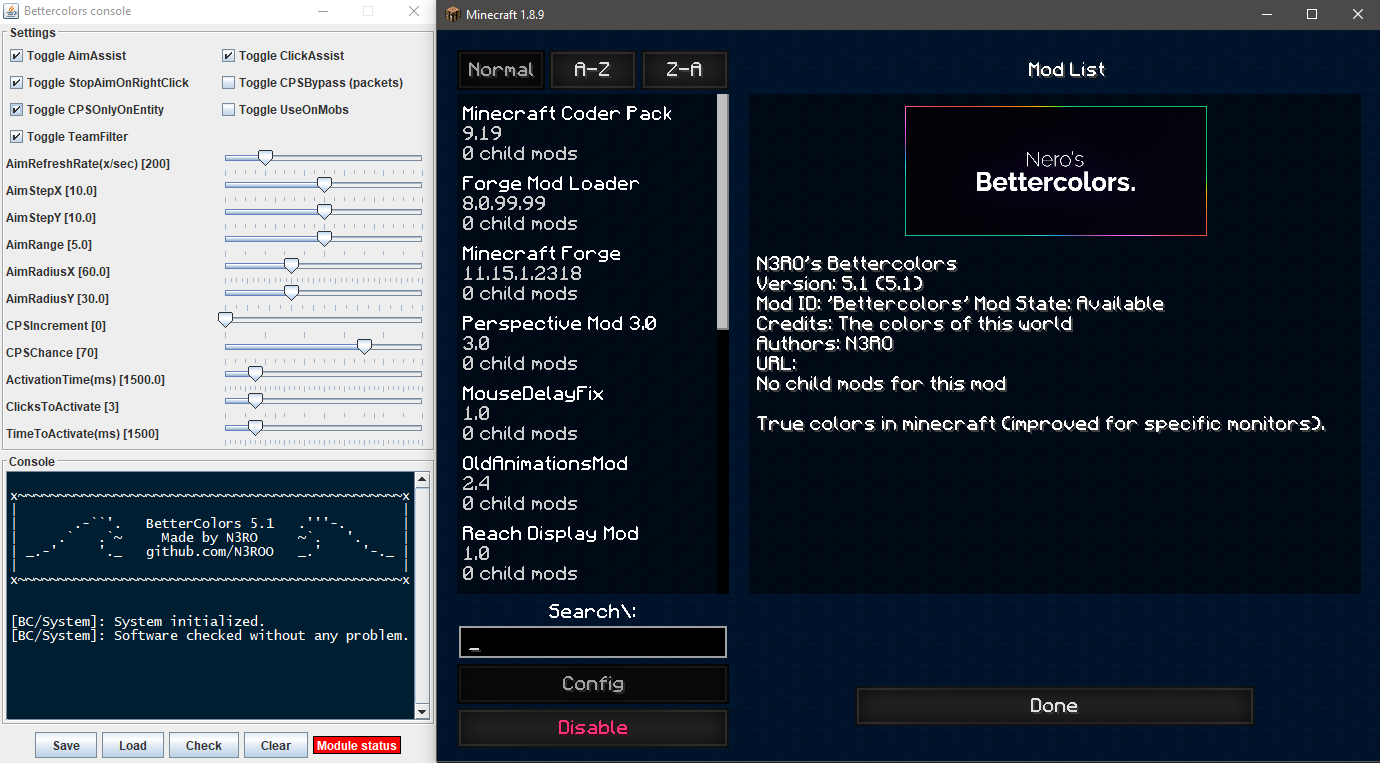 Bettercolors console
Settings
Toggle AimAssist
Toggle ClickAssist
Toggle StopAimOnRightClick
Toggle CPSBypass (packets)
Toggle CPSOnlyOnEntity
Toggle UseOnMobs
Toggle TeamFilter
AimRefreshRate(x/sec) [200]
AimStepX [10.0]
AimStepY [10.0]
AimRange [5.0]
AimRadiusX [60.0]
AimRadiusY [30.0]
CPSIncrement [0]
CPSChance [70]
ActivationTime(ms) [1500.0]
ClicksToActivate [3]
TimeToActivate(ms) [1500]
Console
x~~~~~~~~~~~~~~~~~~~~~~~~~~~~~~~~~~~~~~~~~~~~~~~~x
|                                                |
|       .-``'.   BetterColors 5.1   .'''-.       |
|     .`   .`~     Made by N3RO     ~`.   '.     |
| _.-'     '._   github.com/N3ROO   _.'     '-._ |
|                                                |
x~~~~~~~~~~~~~~~~~~~~~~~~~~~~~~~~~~~~~~~~~~~~~~~~x
[BC/System]: System initialized.
[BC/System]: Software checked without any problem.
Save
Load
Check
Clear
Module status
Minecraft 1.8.9
Normal
A-Z
Z-A
Minecraft Coder Pack
9.19
0 child mods
Forge Mod Loader
8.0.99.99
0 child mods
Minecraft Forge
11.15.1.2318
0 child mods
Perspective Mod 3.0
3.0
0 child mods
MouseDelayFix
1.0
0 child mods
OldAnimationsMod
2.4
0 child mods
Reach Display Mod
1.0
0 child mods
Search\:
_
Config
Disable
Mod List
Nero's
Bettercolors.
N3RO's Bettercolors
Version: 5.1 (5.1)
Mod ID: 'Bettercolors' Mod State: Available
Credits: The colors of this world
Authors: N3RO
URL:
No child mods for this mod
True colors in minecraft (improved for specific monitors).
Done